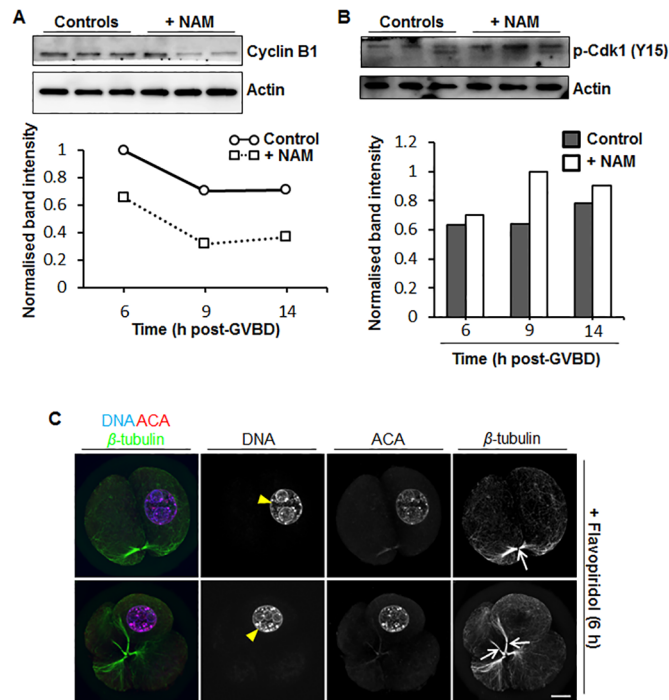 A
Controls
+ NAM
Cyclin B1
Actin
Normalised band intensity
1
0.8
0.6
0.4
0.2
0
Control
+ NAM
6
9
14
Time (h post-GVBD)
B
Controls
+ NAM
p-Cdk1 (Y15)
Actin
Normalised band intensity
1.2
1
0.8
0.6
0.4
0.2
0
Control
+ NAM
6
9
14
Time (h post-GVBD)
C
DNA ACA
β-tubulin
DNA
ACA
β-tubulin
+ Flavopiridol (6 h)